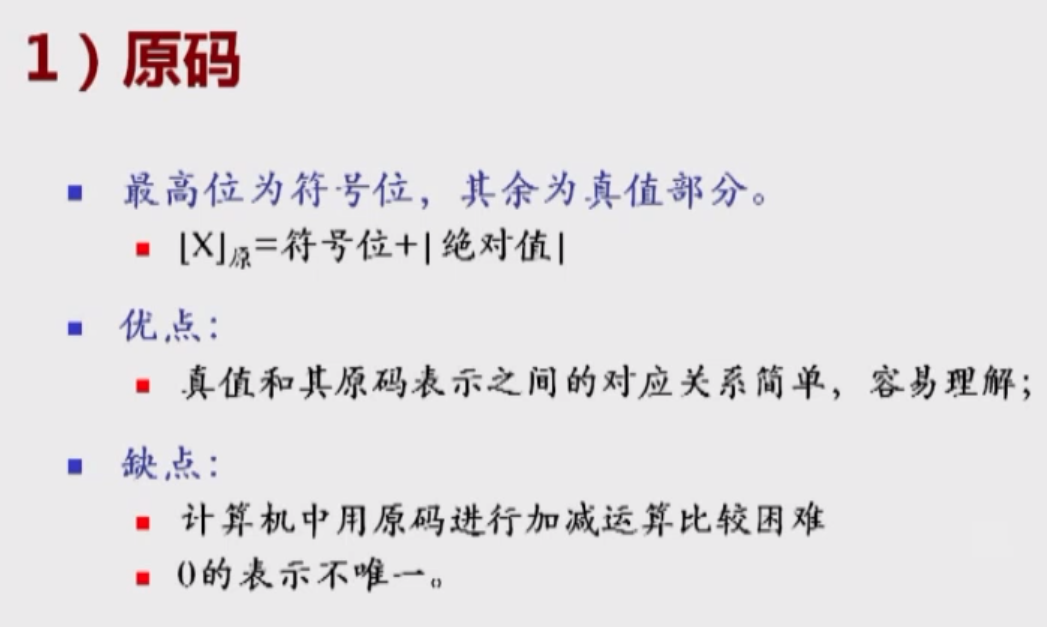 1）原码
最高位为符号位，其余为真值部分。
[X]原=符号位+|绝对值|
优点：
真值和其原码表示之间的对应关系简单，容易理解；
缺点：
计算机中用原码进行加减运算比较困难
0的表示不唯一。